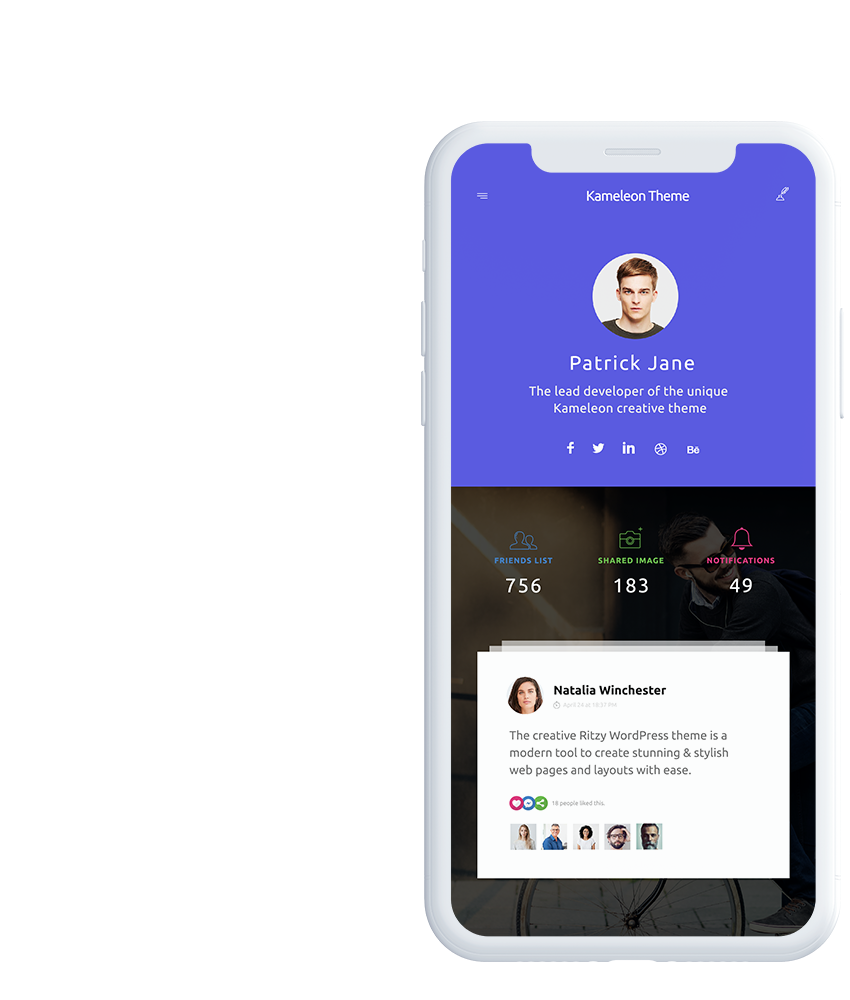 Kameleon Theme
Patrick Jane
The lead developer of the unique
Kameleon creative theme
f in Bē
FRIENDS LIST SHARED IMAGE NOTIFICATIONS
756 183 49
Natalia Winchester
April 24 at 18:37 PM
The creative Ritzy WordPress theme is a
modern tool to create stunning & stylish
web pages and layouts with ease.
18 people liked this.